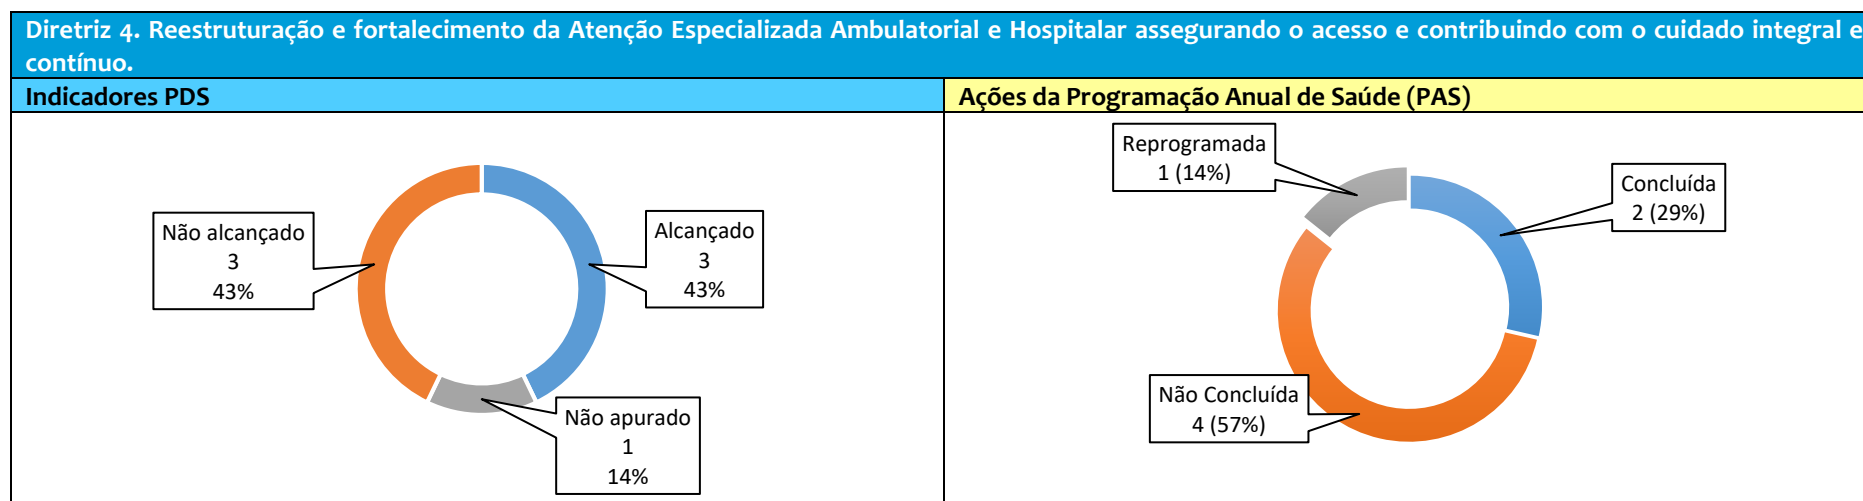 Diretriz 4. Reestruturação e fortalecimento da Atenção Especializada Ambulatorial e Hospitalar assegurando o acesso e contribuindo com o cuidado integral e
contínuo.
Indicadores PDS
Ações da Programação Anual de Saúde (PAS)
Não alcançado
3
43%
Alcançado
3
43%
Não apurado
1
14%
Reprogramada
1 (14%)
Concluída
2 (29%)
Não Concluída
4 (57%)